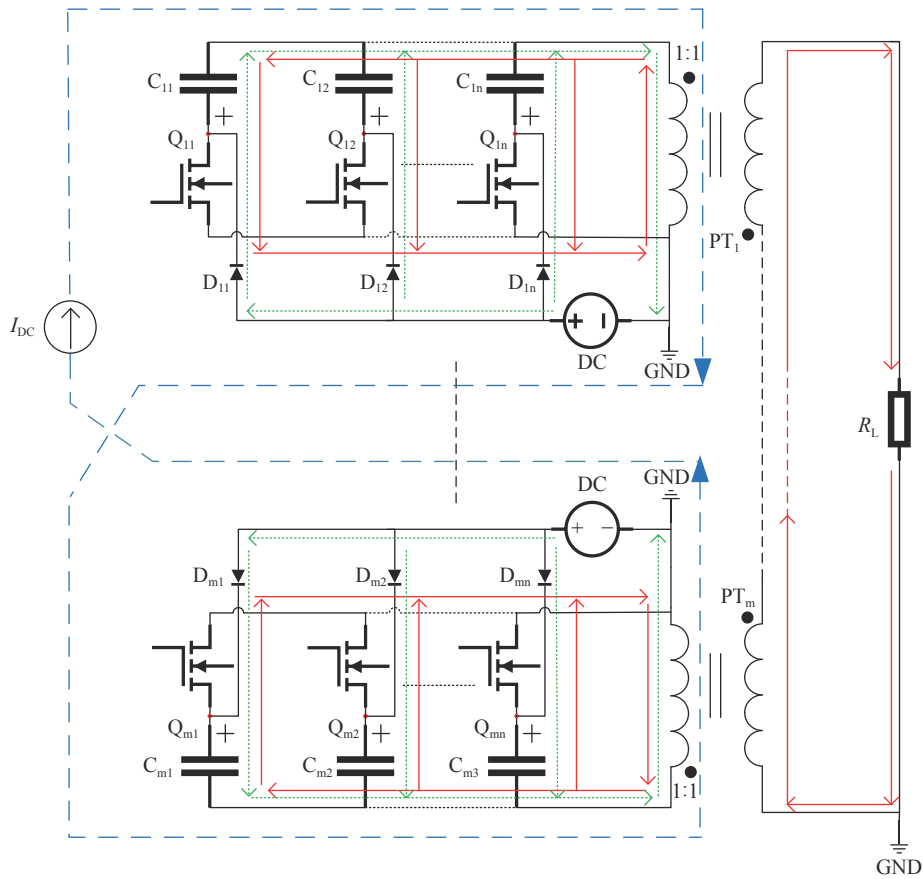 1:1
C11 C12 C1n
+ + +
Q11 Q12 Q1n
PT1
D11 D12 D1n
IDC
+ −
DC
GND
RL
GND DC
+ −
Dm1 Dm2 Dmn
PTm
Qm1 + Qm2 + Qmn +
Cm1 Cm2 Cm3
1:1
GND